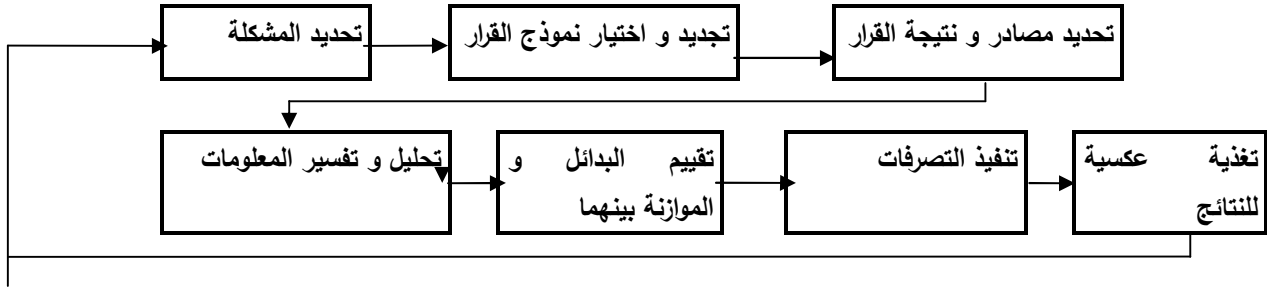 تحديد المشكلة
تجديد و اختيار نموذج القرار
تحديد مصادر و نتيجة القرار
تحليل و تفسير المعلومات
تقييم البدائل و
الموازنة بينهما
تنفيذ التصرفات
تغذية عكسية
للنتائج